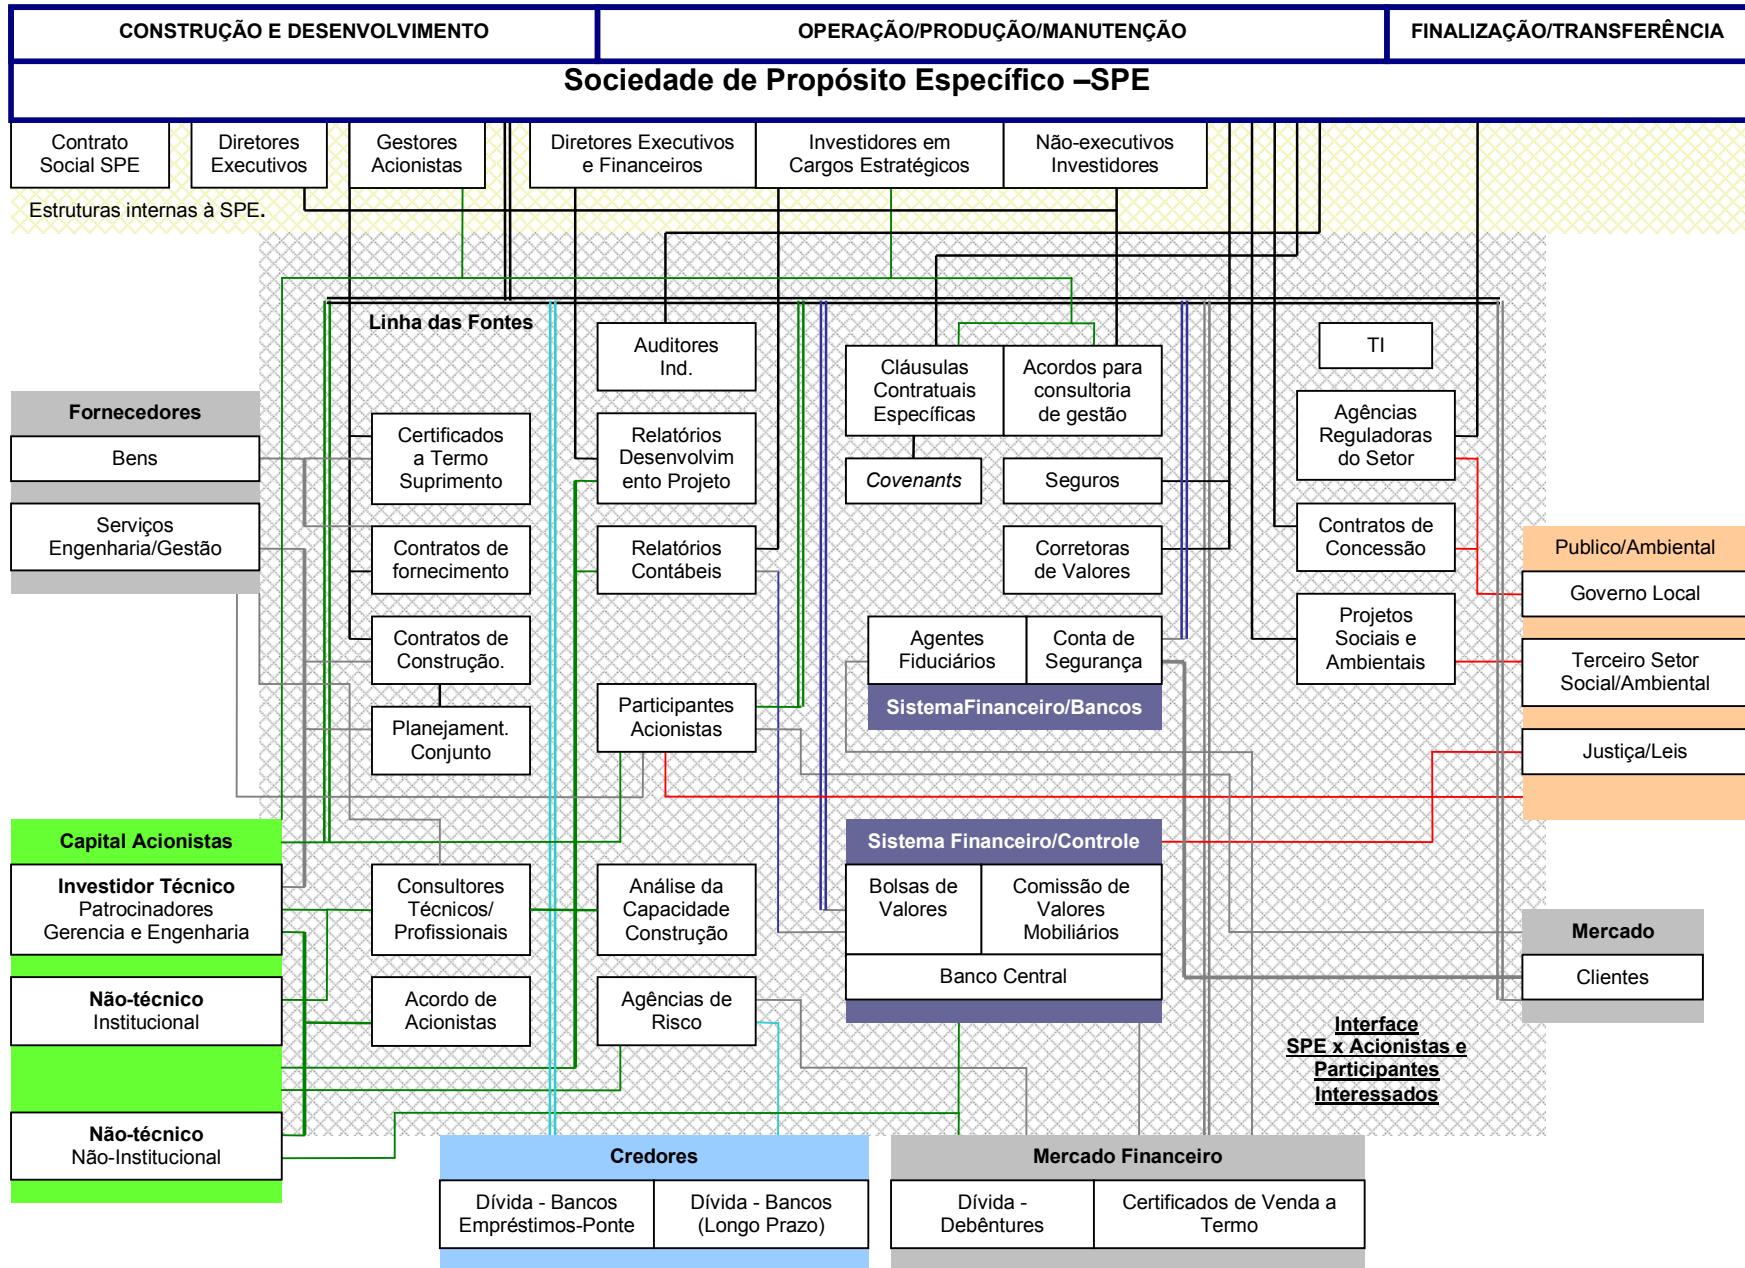 CONSTRUÇÃO E DESENVOLVIMENTO
OPERAÇÃO/PRODUÇÃO/MANUTENÇÃO
FINALIZAÇÃO/TRANSFERÊNCIA
Sociedade de Propósito Específico –SPE
Contrato
Social SPE
Diretores
Executivos
Gestores
Acionistas
Diretores Executivos
e Financeiros
Investidores em
Cargos Estratégicos
Não-executivos
Investidores
Estruturas internas à SPE.
Linha das Fontes
Auditores
Ind.
Cláusulas
Contratuais
Específicas
Acordos para
consultoria
de gestão
TI
Fornecedores
Bens
Serviços
Engenharia/Gestão
Certificados
a Termo
Suprimento
Relatórios
Desenvolvim
ento Projeto
Covenants
Seguros
Agências
Reguladoras
do Setor
Contratos de
fornecimento
Relatórios
Contábeis
Corretoras
de Valores
Contratos de
Concessão
Publico/Ambiental
Governo Local
Contratos de
Construção.
Agentes
Fiduciários
Conta de
Segurança
SistemaFinanceiro/Bancos
Projetos
Sociais e
Ambientais
Terceiro Setor
Social/Ambiental
Planejament.
Conjunto
Participantes
Acionistas
Justiça/Leis
Capital Acionistas
Investidor Técnico
Patrocinadores
Gerencia e Engenharia
Não-técnico
Institucional
Não-técnico
Não-Institucional
Consultores
Técnicos/
Profissionais
Análise da
Capacidade
Construção
Acordo de
Acionistas
Agências de
Risco
Sistema Financeiro/Controle
Bolsas de
Valores
Comissão de
Valores
Mobiliários
Banco Central
Mercado
Clientes
Interface
SPE x Acionistas e
Participantes
Interessados
Credores
Dívida - Bancos
Empréstimos-Ponte
Dívida - Bancos
(Longo Prazo)
Mercado Financeiro
Dívida -
Debêntures
Certificados de Venda a
Termo